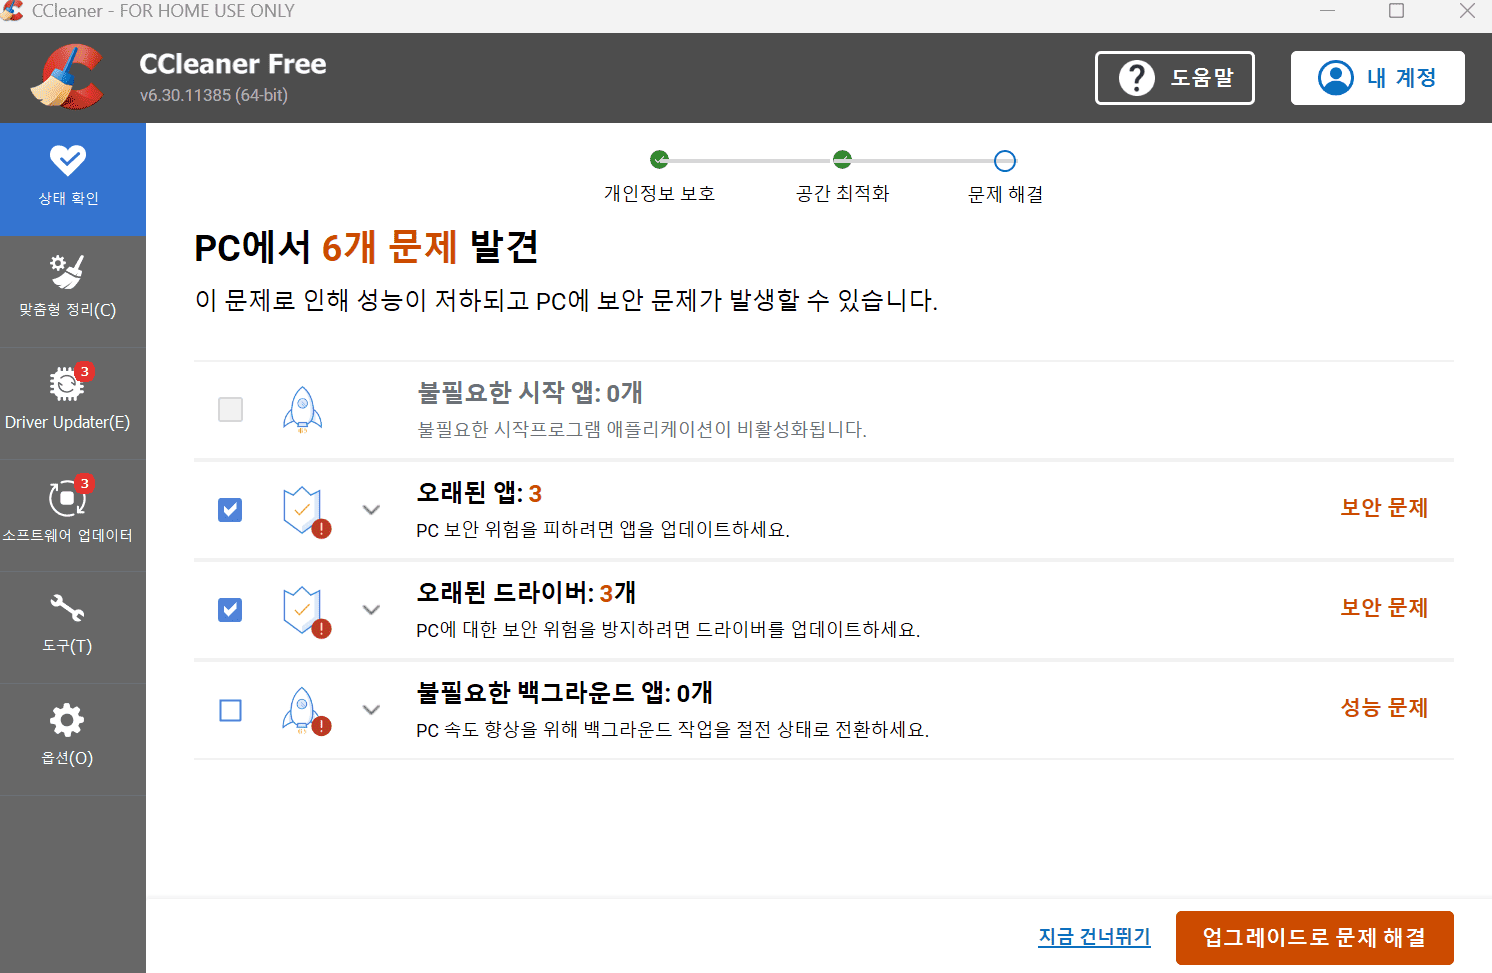 CCleaner - FOR HOME USE ONLY
CCleaner Free
v6.30.11385 (64-bit)
도움말
내 계정
상태 확인
맞춤형 정리(C)
3
Driver Updater(E)
3
소프트웨어 업데이터
도구(T)
옵션(O)
개인정보 보호
공간 최적화
문제 해결
PC에서 6개 문제 발견
이 문제로 인해 성능이 저하되고 PC에 보안 문제가 발생할 수 있습니다.
불필요한 시작 앱: 0개
불필요한 시작프로그램 애플리케이션이 비활성화됩니다.
오래된 앱: 3
PC 보안 위험을 피하려면 앱을 업데이트하세요.
보안 문제
오래된 드라이버: 3개
PC에 대한 보안 위험을 방지하려면 드라이버를 업데이트하세요.
보안 문제
불필요한 백그라운드 앱: 0개
PC 속도 향상을 위해 백그라운드 작업을 절전 상태로 전환하세요.
성능 문제
지금 건너뛰기
업그레이드로 문제 해결